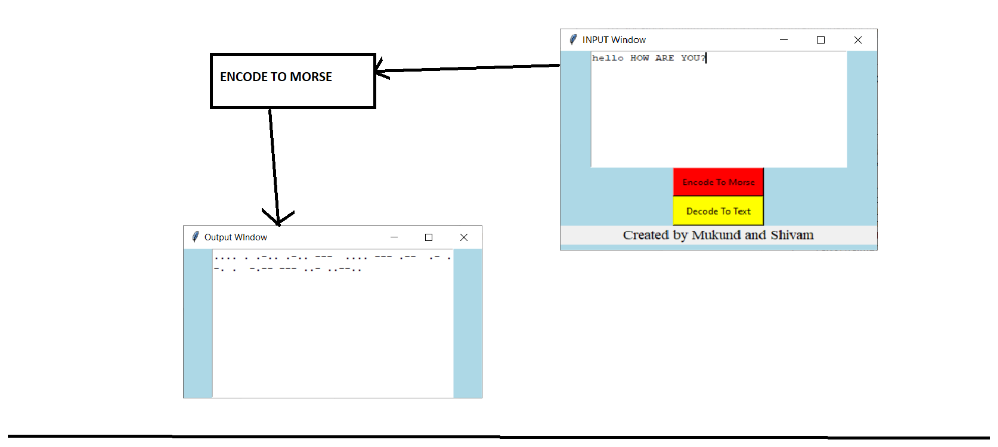 INPUT Window
hello HOW ARE YOU?
ENCODE TO MORSE
Encode To Morse
Decode To Text
Created by Mukund and Shivam
Output Window
.... . .-.. .-.. ---  .... --- .--  .- .
-. .  -.-- --- ..- ..--..